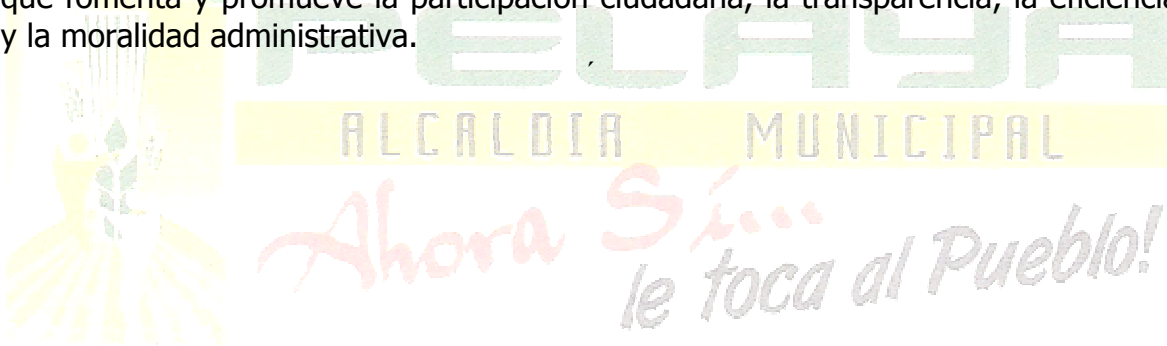 que fomenta y promueve la participación ciudadana, la transparencia, la eficiencia
y la moralidad administrativa.
PELAYA
ALCALDIA MUNICIPAL
Ahora Sí...
le toca al Pueblo!